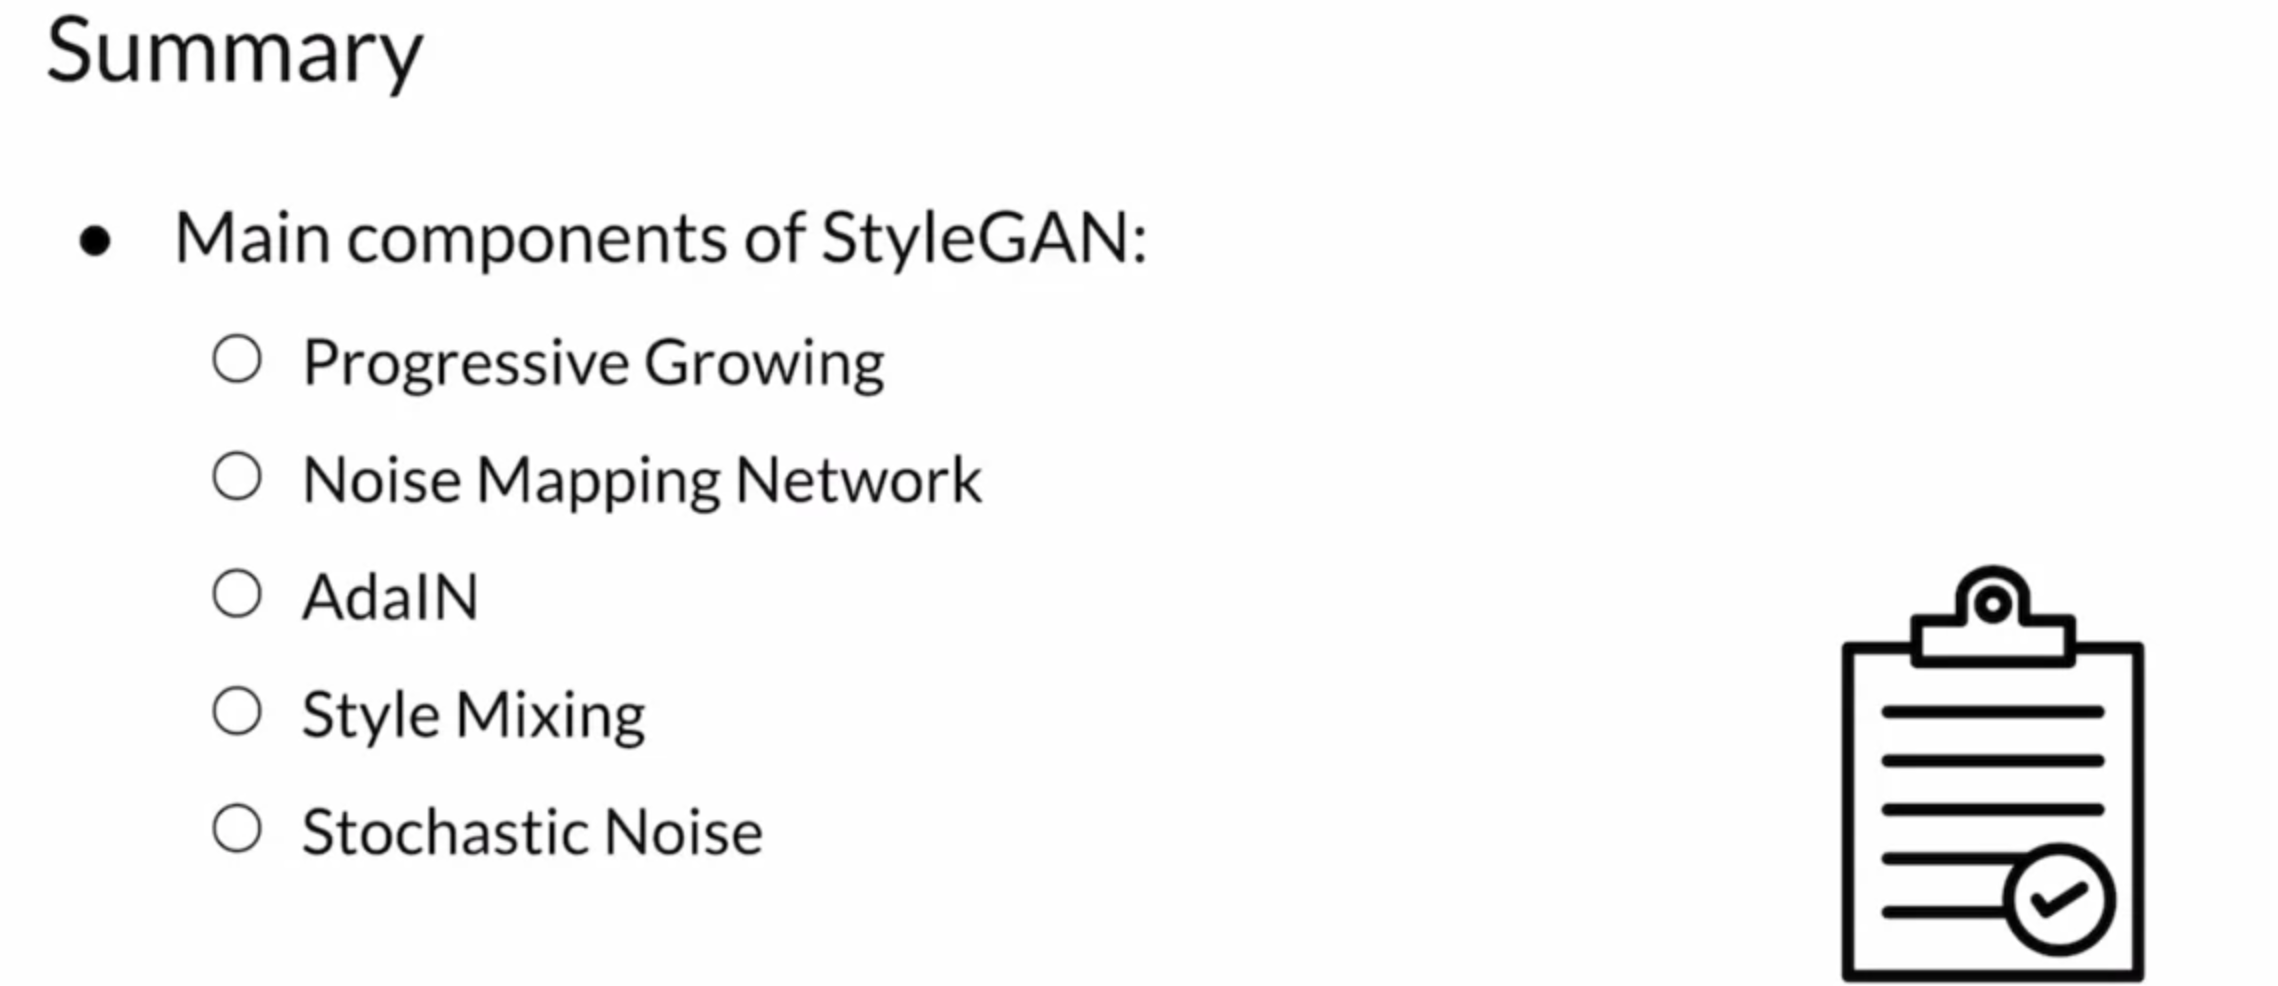 Summary
● Main components of StyleGAN:
○ Progressive Growing
○ Noise Mapping Network
○ AdaIN
○ Style Mixing
○ Stochastic Noise